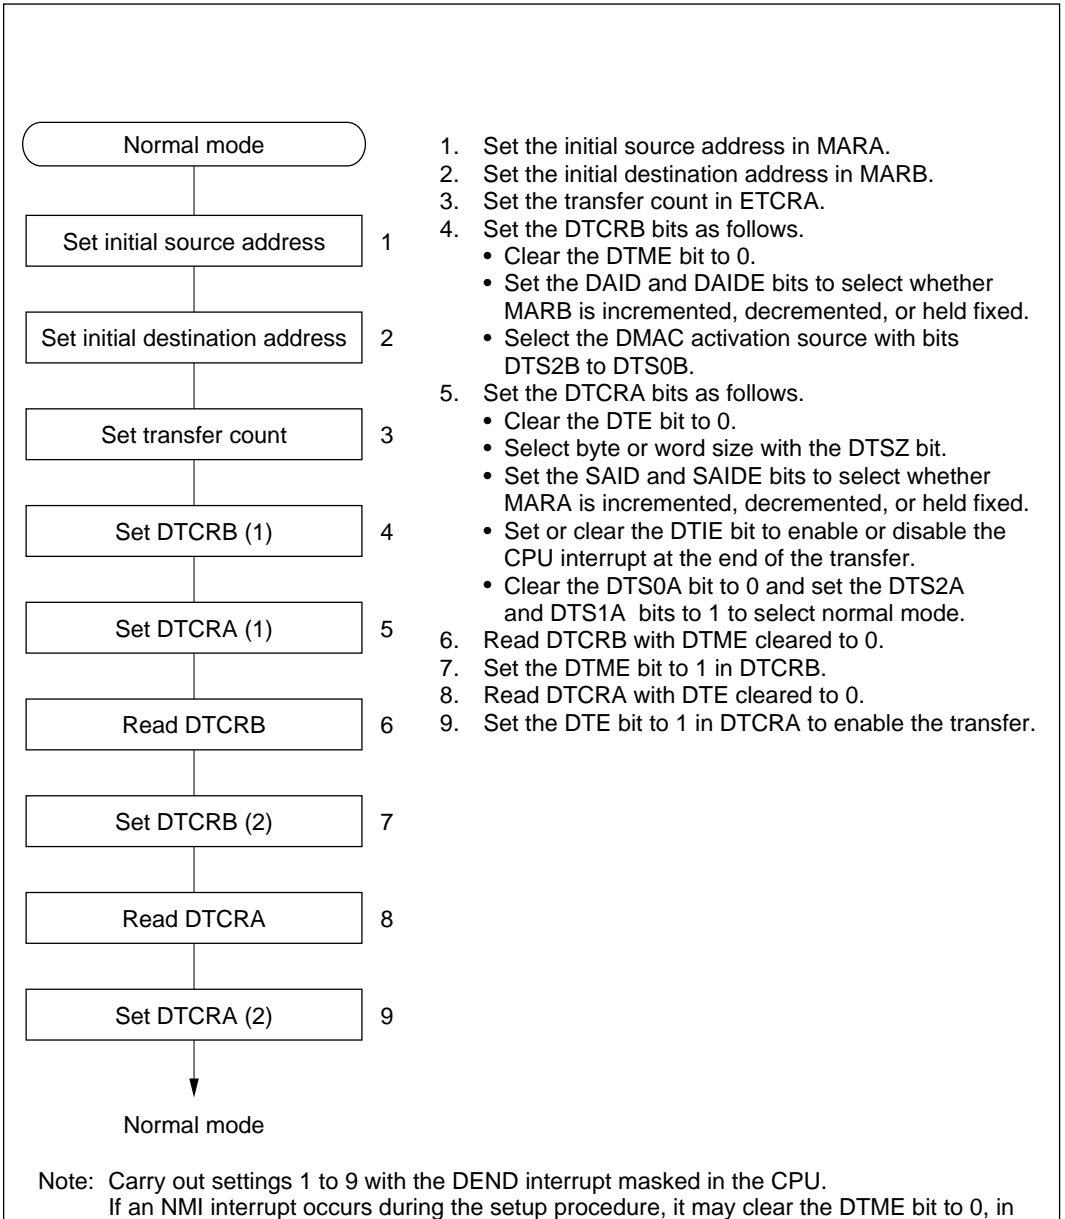 Normal mode
Set initial source address 1
Set initial destination address 2
Set transfer count 3
Set DTCRB (1) 4
Set DTCRA (1) 5
Read DTCRB 6
Set DTCRB (2) 7
Read DTCRA 8
Set DTCRA (2) 9
Normal mode
1. Set the initial source address in MARA.
2. Set the initial destination address in MARB.
3. Set the transfer count in ETCRA.
4. Set the DTCRB bits as follows.
• Clear the DTME bit to 0.
• Set the DAID and DAIDE bits to select whether
MARB is incremented, decremented, or held fixed.
• Select the DMAC activation source with bits
DTS2B to DTS0B.
5. Set the DTCRA bits as follows.
• Clear the DTE bit to 0.
• Select byte or word size with the DTSZ bit.
• Set the SAID and SAIDE bits to select whether
MARA is incremented, decremented, or held fixed.
• Set or clear the DTIE bit to enable or disable the
CPU interrupt at the end of the transfer.
• Clear the DTS0A bit to 0 and set the DTS2A
and DTS1A bits to 1 to select normal mode.
6. Read DTCRB with DTME cleared to 0.
7. Set the DTME bit to 1 in DTCRB.
8. Read DTCRA with DTE cleared to 0.
9. Set the DTE bit to 1 in DTCRA to enable the transfer.
Note: Carry out settings 1 to 9 with the DEND interrupt masked in the CPU.
If an NMI interrupt occurs during the setup procedure, it may clear the DTME bit to 0, in